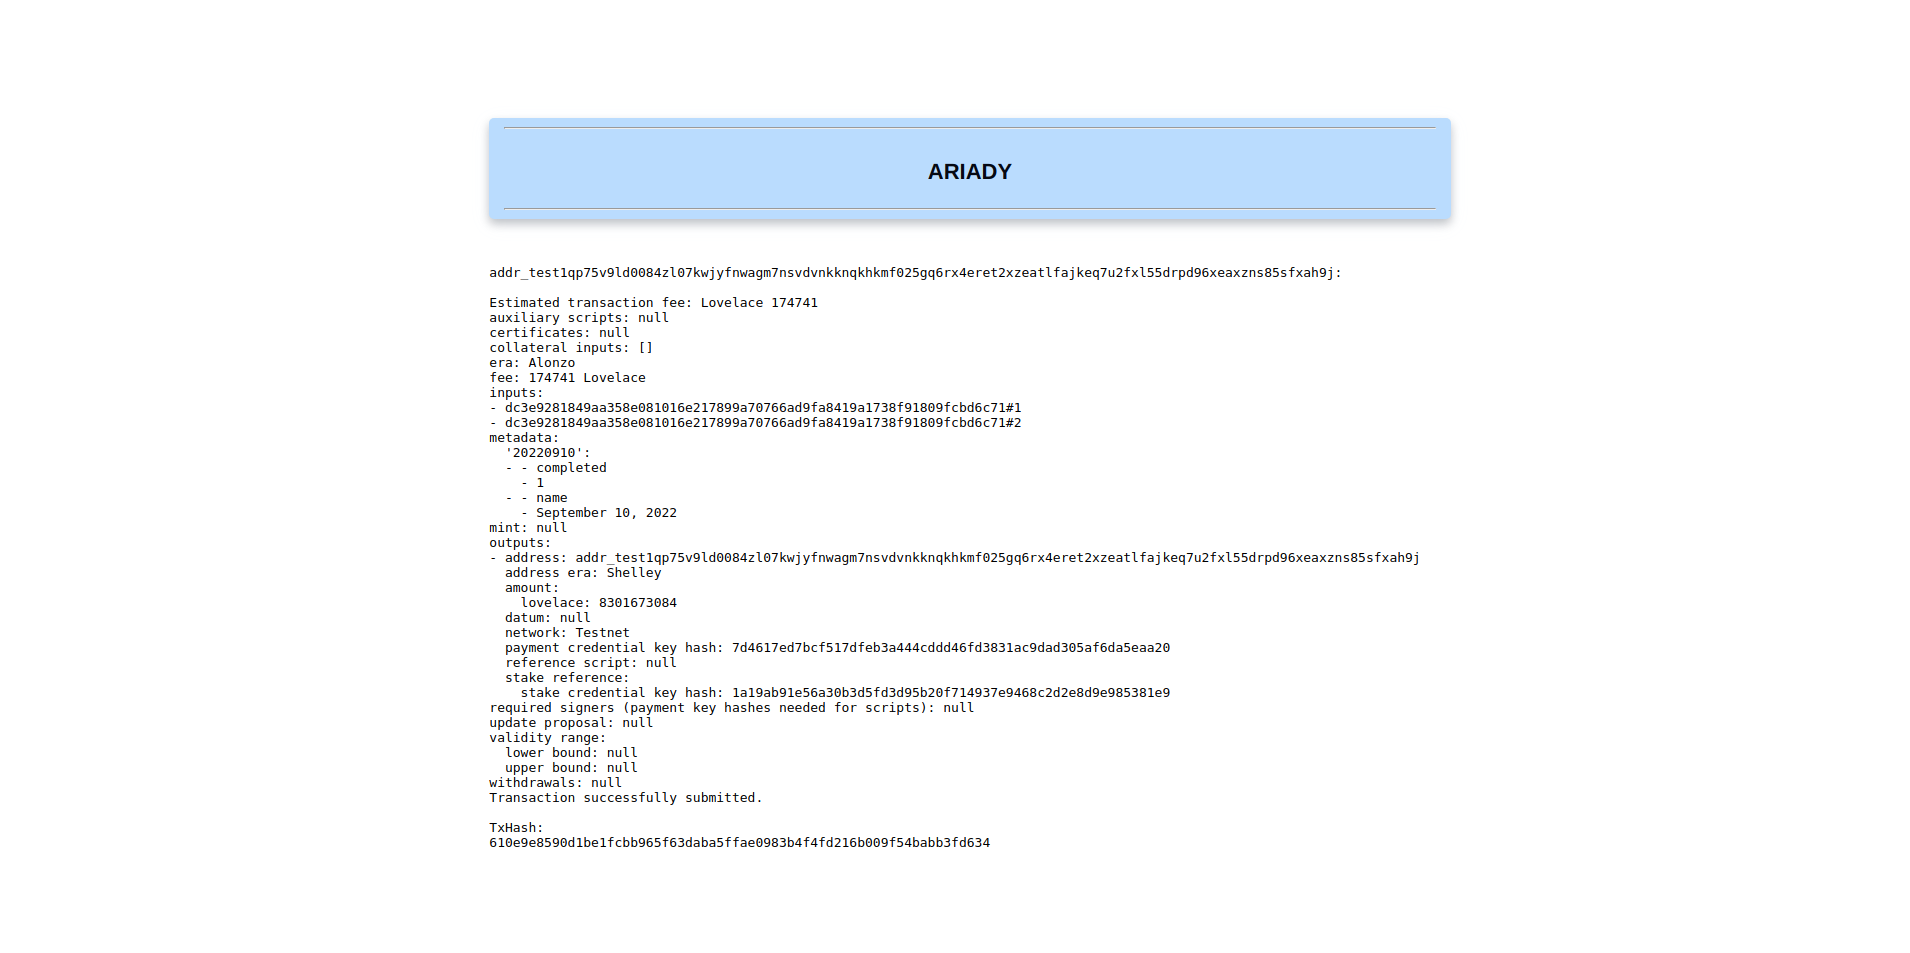 ARIADY
addr_test1qp75v9ld0084zl07kwjyfnwagm7nsvdvnkknqkhkmf025gq6rx4eret2xzeatlfajkeq7u2fxl55drpd96xeaxzns85sfxah9j:
Estimated transaction fee: Lovelace 174741
auxiliary scripts: null
certificates: null
collateral inputs: []
era: Alonzo
fee: 174741 Lovelace
inputs:
- dc3e9281849aa358e081016e217899a70766ad9fa8419a1738f91809fcbd6c71#1
- dc3e9281849aa358e081016e217899a70766ad9fa8419a1738f91809fcbd6c71#2
metadata:
  '20220910':
  - - completed
    - 1
  - - name
    - September 10, 2022
mint: null
outputs:
- address: addr_test1qp75v9ld0084zl07kwjyfnwagm7nsvdvnkknqkhkmf025gq6rx4eret2xzeatlfajkeq7u2fxl55drpd96xeaxzns85sfxah9j
  address era: Shelley
  amount:
    lovelace: 8301673084
  datum: null
  network: Testnet
  payment credential key hash: 7d4617ed7bcf517dfeb3a444cddd46fd3831ac9dad305af6da5eaa20
  reference script: null
  stake reference:
    stake credential key hash: 1a19ab91e56a30b3d5fd3d95b20f714937e9468c2d2e8d9e985381e9
required signers (payment key hashes needed for scripts): null
update proposal: null
validity range:
  lower bound: null
  upper bound: null
withdrawals: null
Transaction successfully submitted.
TxHash:
610e9e8590d1be1fcbb965f63daba5ffae0983b4f4fd216b009f54babb3fd634